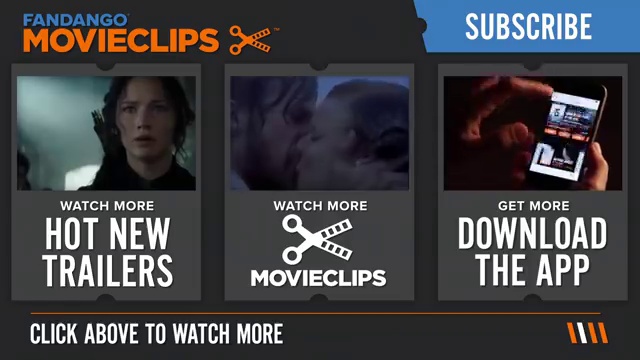 FANDANGO
MOVIECLIPS™
SUBSCRIBE
WATCH MORE
HOT NEW
TRAILERS
WATCH MORE
MOVIECLIPS
GET MORE
DOWNLOAD
THE APP
CLICK ABOVE TO WATCH MORE